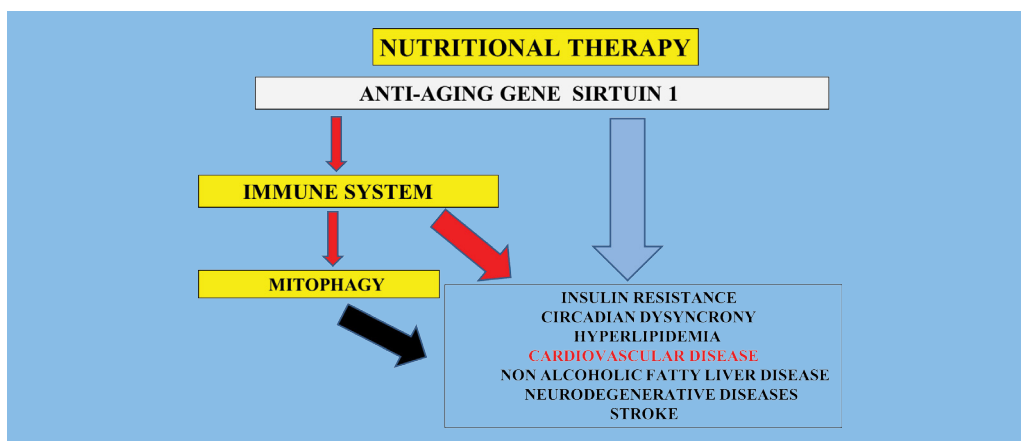 NUTRITIONAL THERAPY
ANTI-AGING GENE SIRTUIN 1
IMMUNE SYSTEM
MITOPHAGY
INSULIN RESISTANCE
CIRCADIAN DYSYNCRONY
HYPERLIPIDEMIA
CARDIOVASCULAR DISEASE
NON ALCOHOLIC FATTY LIVER DISEASE
NEURODEGENERATIVE DISEASES
STROKE